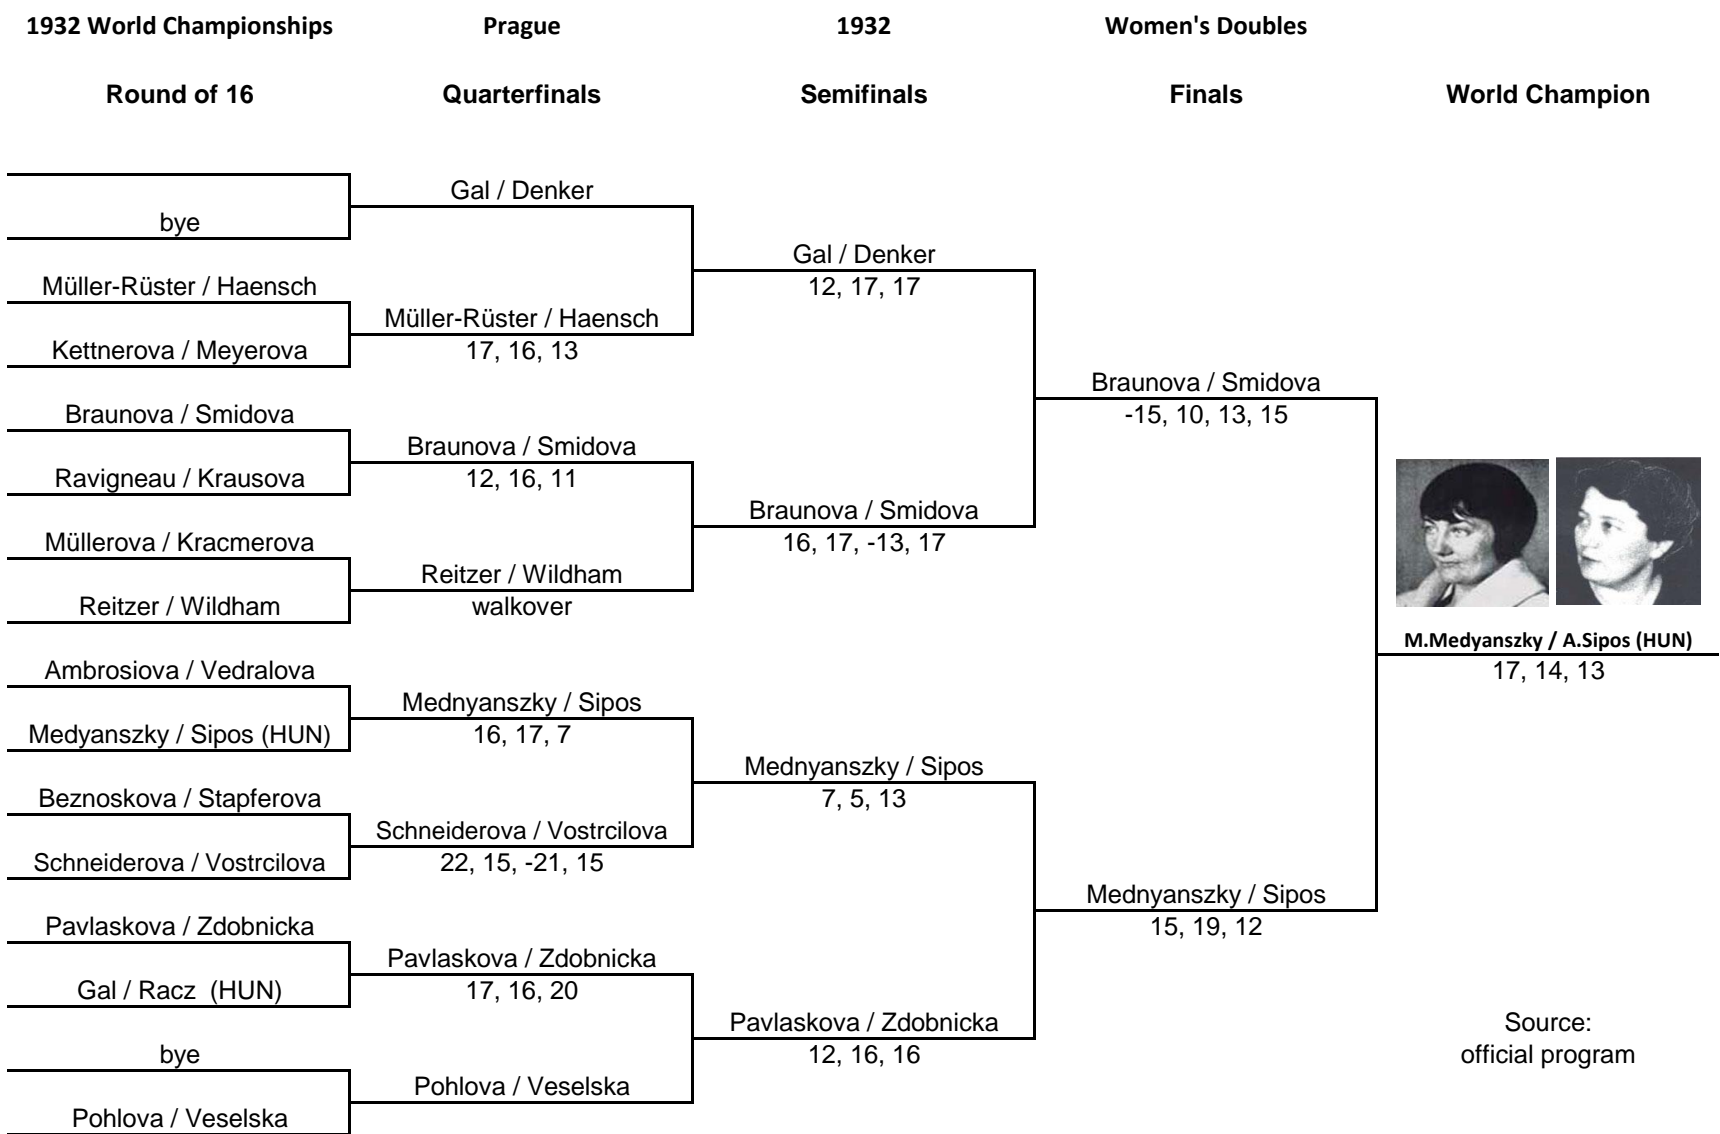 1932 World Championships Prague 1932 Women's Doubles
Round of 16 Quarterfinals Semifinals Finals World Champion
Gal / Denker
bye
Gal / Denker
Müller-Rüster / Haensch
12, 17, 17
Müller-Rüster / Haensch
Kettnerova / Meyerova
17, 16, 13
Braunova / Smidova
Braunova / Smidova
-15, 10, 13, 15
Braunova / Smidova
Ravigneau / Krausova
12, 16, 11
Braunova / Smidova
Müllerova / Kracmerova
16, 17, -13, 17
Reitzer / Wildham
Reitzer / Wildham
walkover
M.Medyanszky / A.Sipos (HUN)
Ambrosiova / Vedralova
17, 14, 13
Mednyanszky / Sipos
Medyanszky / Sipos (HUN)
16, 17, 7
Mednyanszky / Sipos
Beznoskova / Stapferova
7, 5, 13
Schneiderova / Vostrcilova
Schneiderova / Vostrcilova
22, 15, -21, 15
Mednyanszky / Sipos
Pavlaskova / Zdobnicka
15, 19, 12
Pavlaskova / Zdobnicka
Gal / Racz (HUN)
17, 16, 20
Pavlaskova / Zdobnicka
Source:
bye
12, 16, 16
official program
Pohlova / Veselska
Pohlova / Veselska